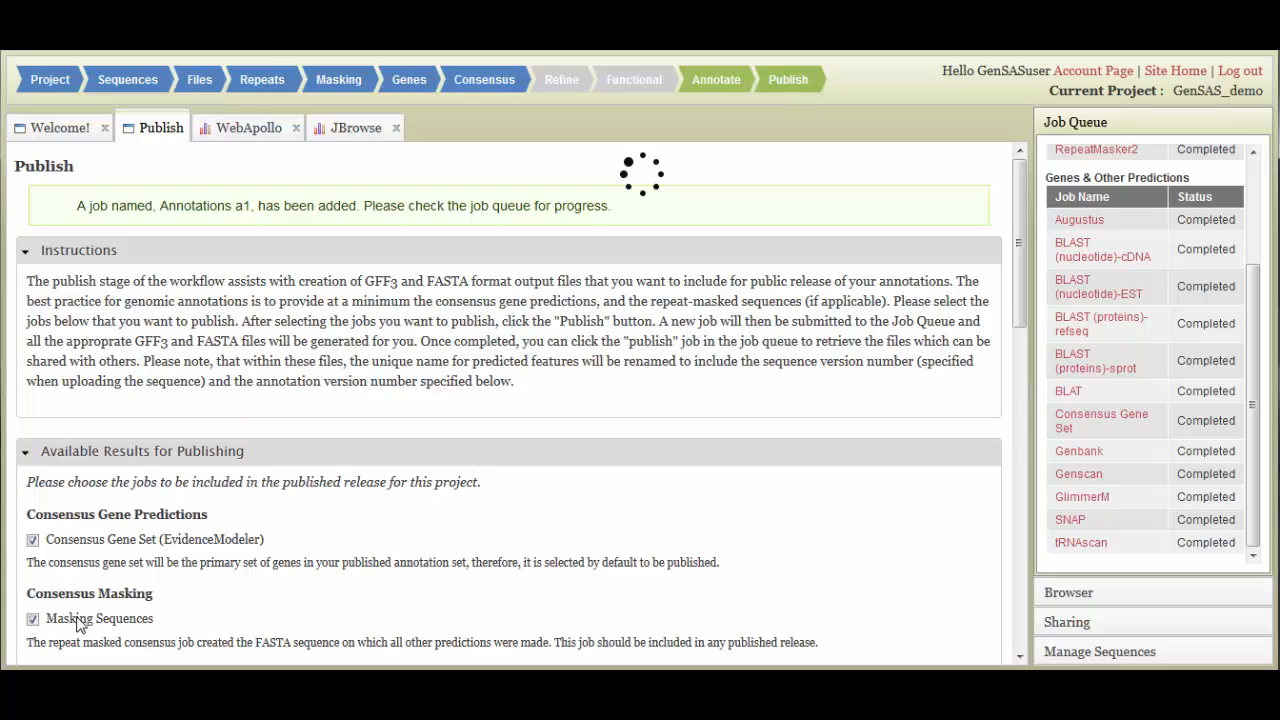 Project Sequences Files Repeats Masking Genes Consensus Refine Functional Annotate Publish
Hello GenSASuser Account Page | Site Home | Log out
Current Project : GenSAS_demo
Welcome! Publish WebApollo JBrowse
Publish
A job named, Annotations a1, has been added. Please check the job queue for progress.
Instructions
The publish stage of the workflow assists with creation of GFF3 and FASTA format output files that you want to include for public release of your annotations. The
best practice for genomic annotations is to provide at a minimum the consensus gene predictions, and the repeat-masked sequences (if applicable). Please select the
jobs below that you want to publish. After selecting the jobs you want to publish, click the "Publish" button. A new job will then be submitted to the Job Queue and
all the approprate GFF3 and FASTA files will be generated for you. Once completed, you can click the "publish" job in the job queue to retrieve the files which can be
shared with others. Please note, that within these files, the unique name for predicted features will be renamed to include the sequence version number (specified
when uploading the sequence) and the annotation version number specified below.
Available Results for Publishing
Please choose the jobs to be included in the published release for this project.
Consensus Gene Predictions
Consensus Gene Set (EvidenceModeler)
The consensus gene set will be the primary set of genes in your published annotation set, therefore, it is selected by default to be published.
Consensus Masking
Masking Sequences
The repeat masked consensus job created the FASTA sequence on which all other predictions were made. This job should be included in any published release.
Job Queue
RepeatMasker2 Completed
Genes & Other Predictions
Job Name Status
Augustus Completed
BLAST
(nucleotide)-cDNA Completed
BLAST
(nucleotide)-EST Completed
BLAST (proteins)-
refseq Completed
BLAST
(proteins)-sprot Completed
BLAT Completed
Consensus Gene
Set Completed
Genbank Completed
Genscan Completed
GlimmerM Completed
SNAP Completed
tRNAscan Completed
Browser
Sharing
Manage Sequences